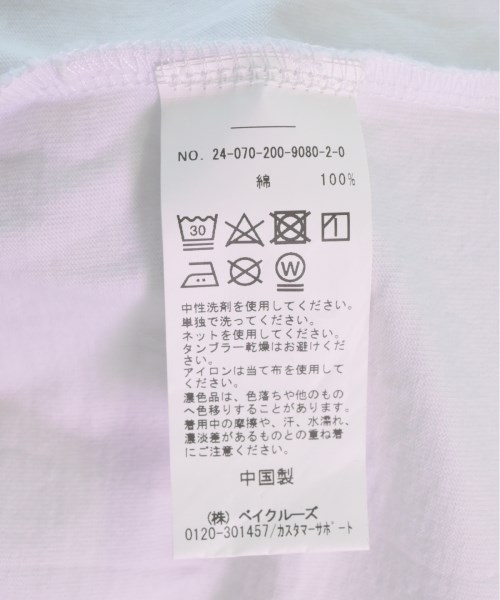 NO. 24-070-200-9080-2-0
綿 100%
30
W
中性洗剤を使用してください。
単独で洗ってください。
ネットを使用してください。
タンブラー乾燥はお避けくだ
さい。
アイロンは当て布を使用して
ください。
濃色品は、色落ちや他のもの
へ色移りすることがあります。
着用中の摩擦や、汗、水濡れ、
濃淡差があるものとの重ね着
にご注意ください。
中国製
(株) ベイクルーズ
0120-301457/カスタマーサポート